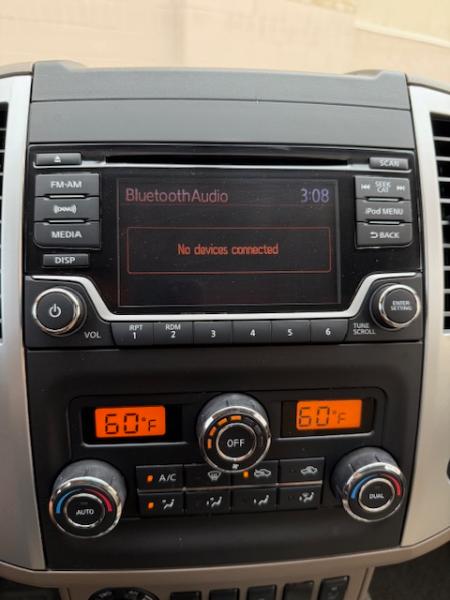 SCAN
FM-AM
SEEK
CAT
iPod MENU
MEDIA
BACK
DISP
BluetoothAudio 3:08
No devices connected
VOL
RPT
1
RDM
2
3
4
5
6
TUNE
SCROLL
ENTER
SETTING
60°F
60°F
OFF
A/C
AUTO
DUAL